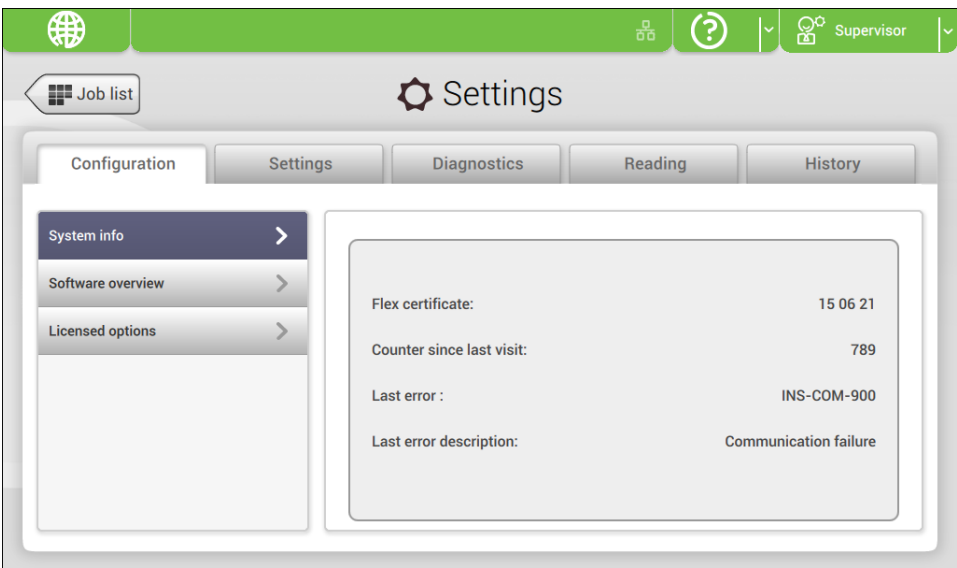 Supervisor
Job list
Settings
Configuration Settings Diagnostics Reading History
System info
Software overview
Licensed options
Flex certificate: 15 06 21
Counter since last visit: 789
Last error : INS-COM-900
Last error description: Communication failure